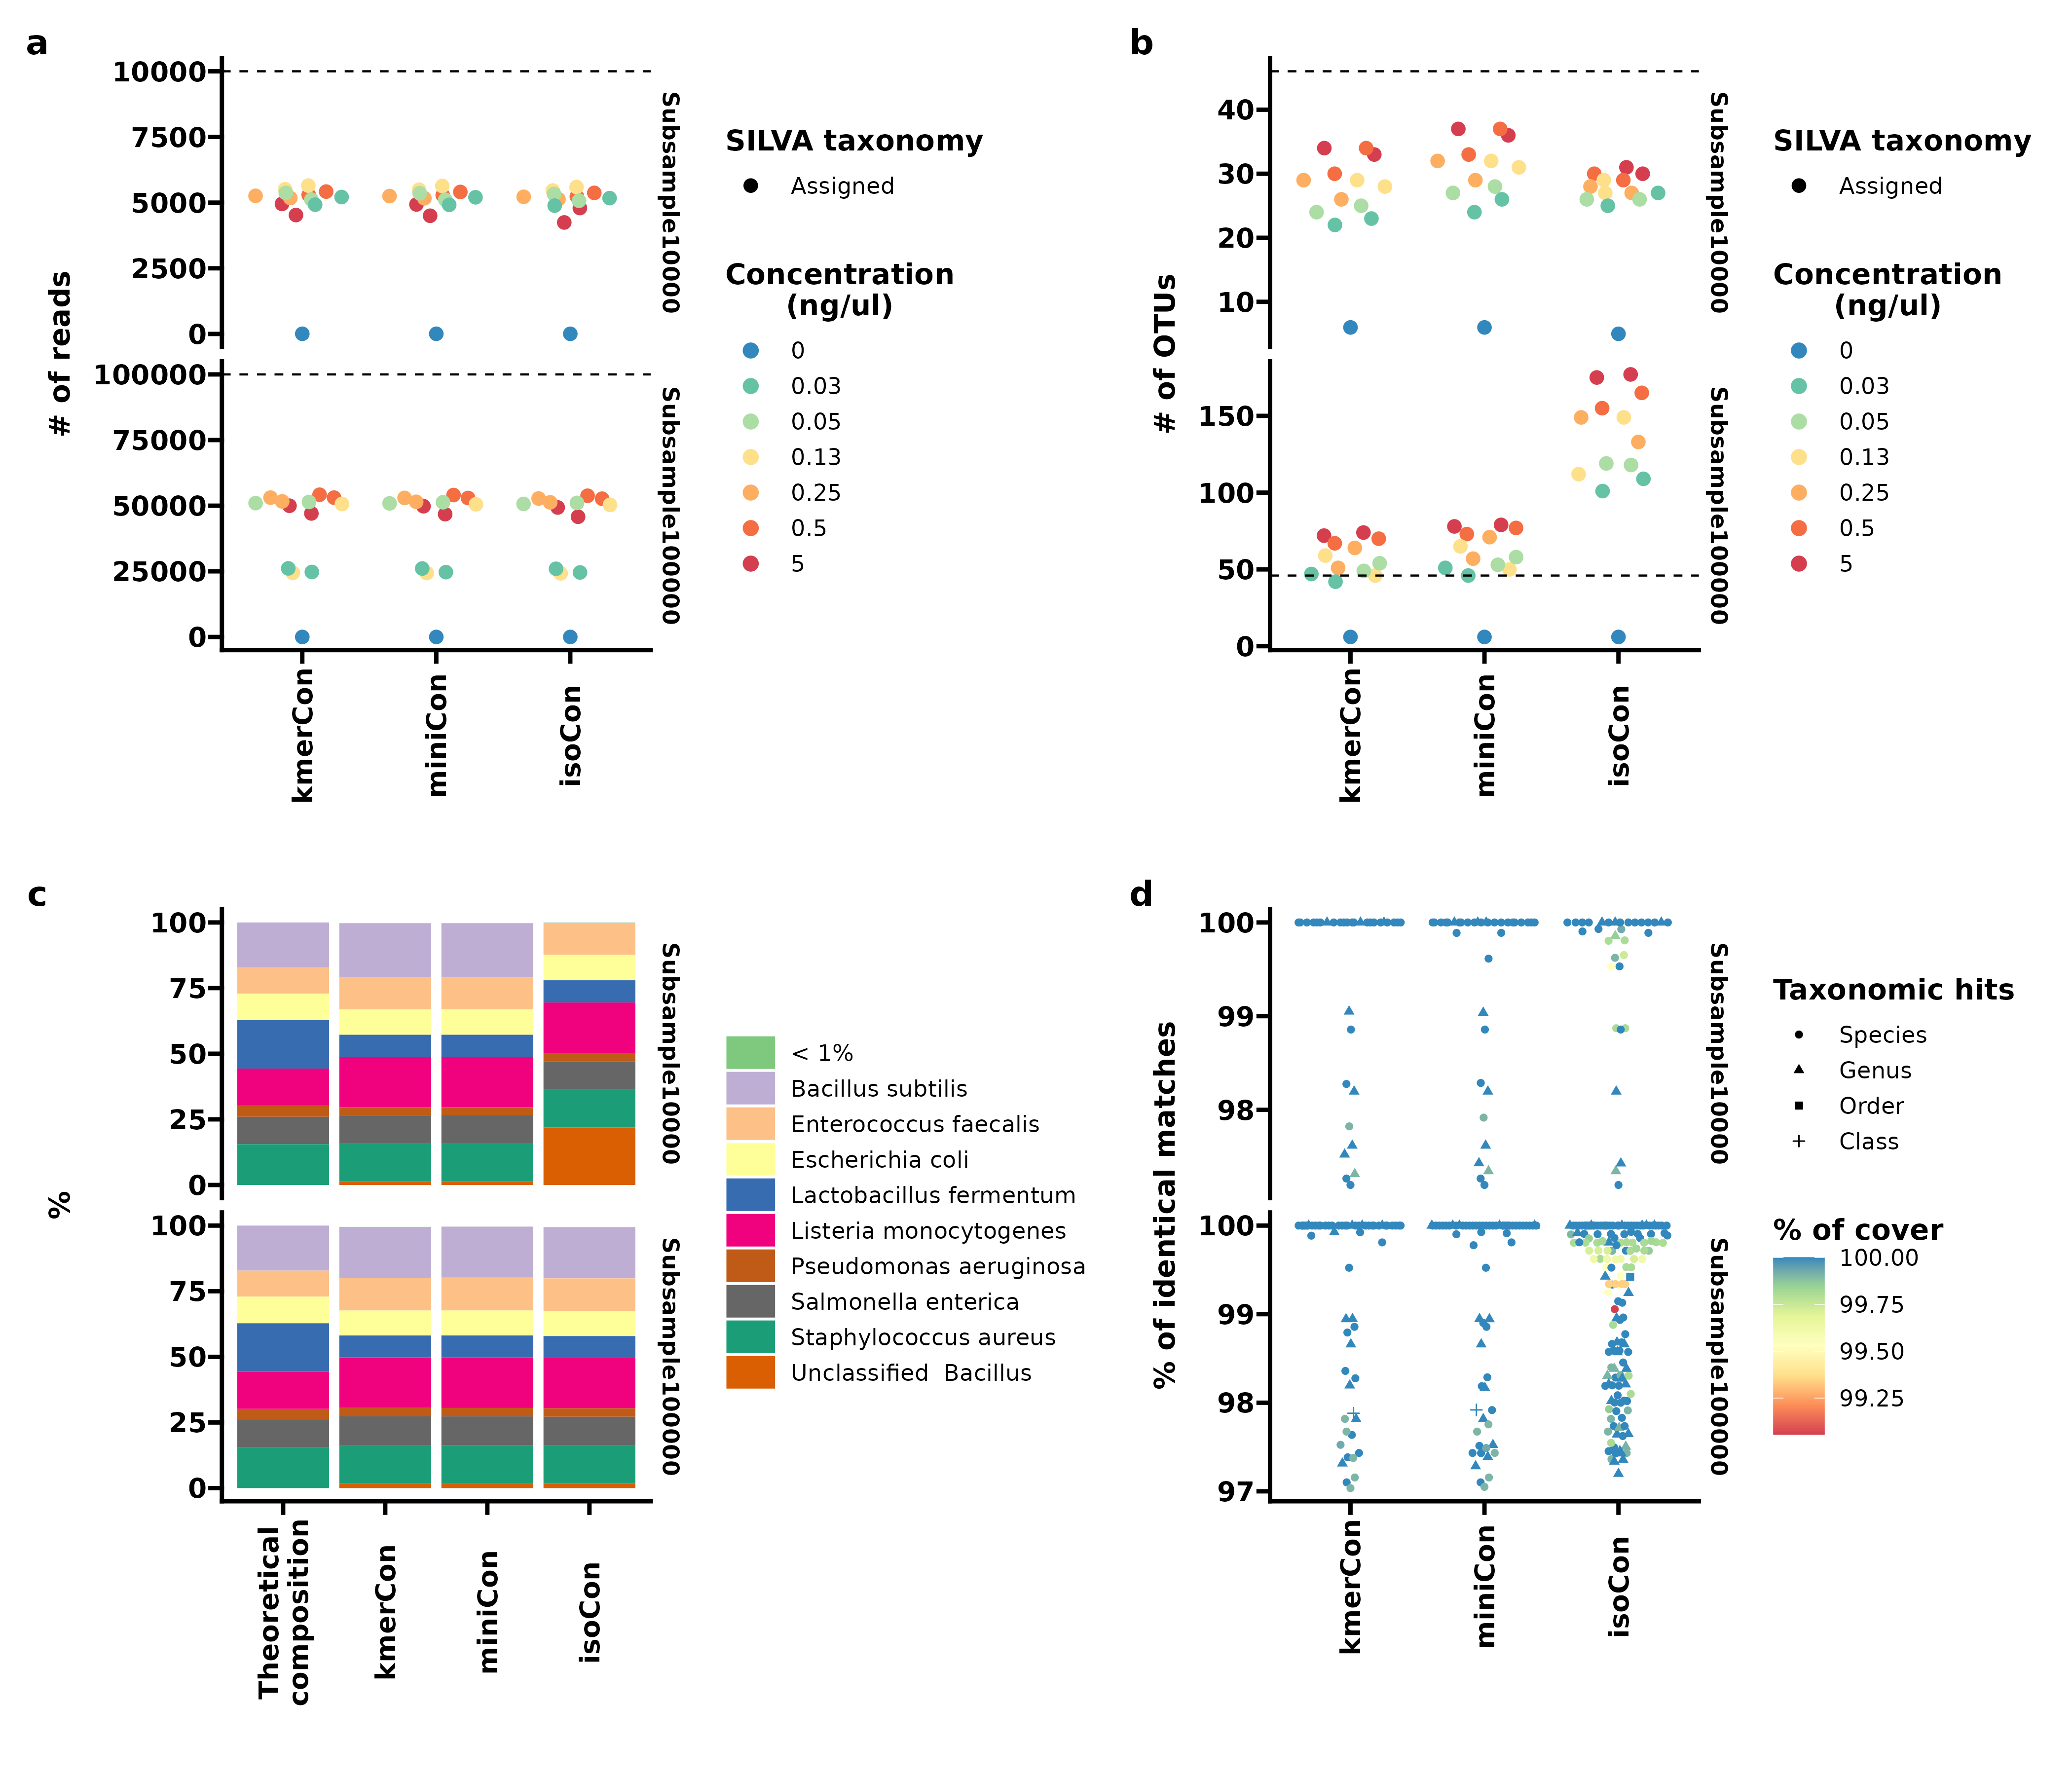 a
# of reads
10000
7500
5000
2500
0
Subsample10000
100000
75000
50000
25000
0
Subsample100000
kmerCon
miniCon
isoCon
SILVA taxonomy
Assigned
Concentration
(ng/ul)
0
0.03
0.05
0.13
0.25
0.5
5
b
# of OTUs
40
30
20
10
Subsample10000
150
100
50
0
Subsample100000
kmerCon
miniCon
isoCon
SILVA taxonomy
Assigned
Concentration
(ng/ul)
0
0.03
0.05
0.13
0.25
0.5
5
c
%
100
75
50
25
0
Subsample10000
100
75
50
25
0
Subsample100000
Theoretical
composition
kmerCon
miniCon
isoCon
< 1%
Bacillus subtilis
Enterococcus faecalis
Escherichia coli
Lactobacillus fermentum
Listeria monocytogenes
Pseudomonas aeruginosa
Salmonella enterica
Staphylococcus aureus
Unclassified  Bacillus
d
% of identical matches
100
99
98
Subsample10000
100
99
98
97
Subsample100000
kmerCon
miniCon
isoCon
Taxonomic hits
Species
Genus
Order
Class
% of cover
100.00
99.75
99.50
99.25